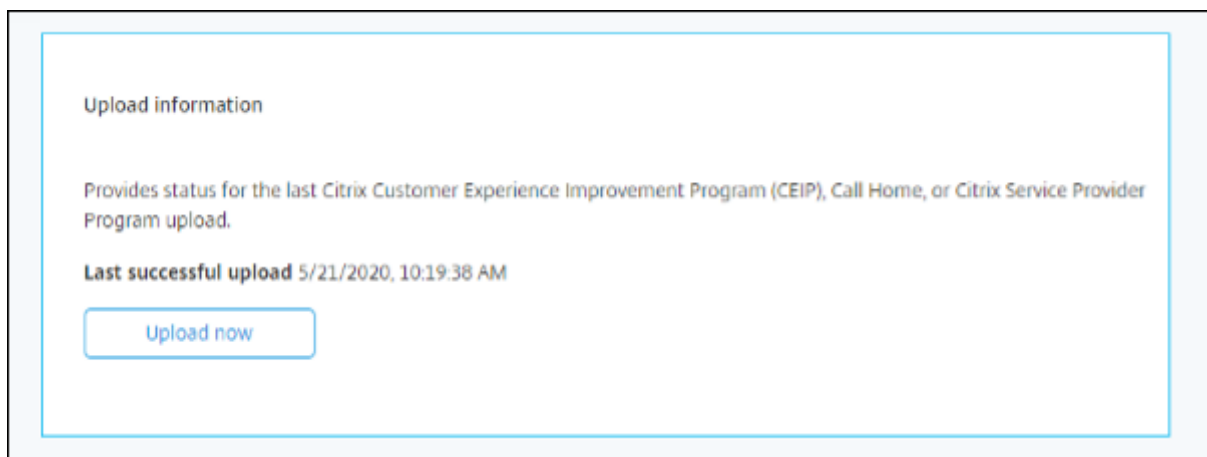 Upload information
Provides status for the last Citrix Customer Experience Improvement Program (CEIP), Call Home, or Citrix Service Provider
Program upload.
Last successful upload 5/21/2020, 10:19:38 AM
Upload now